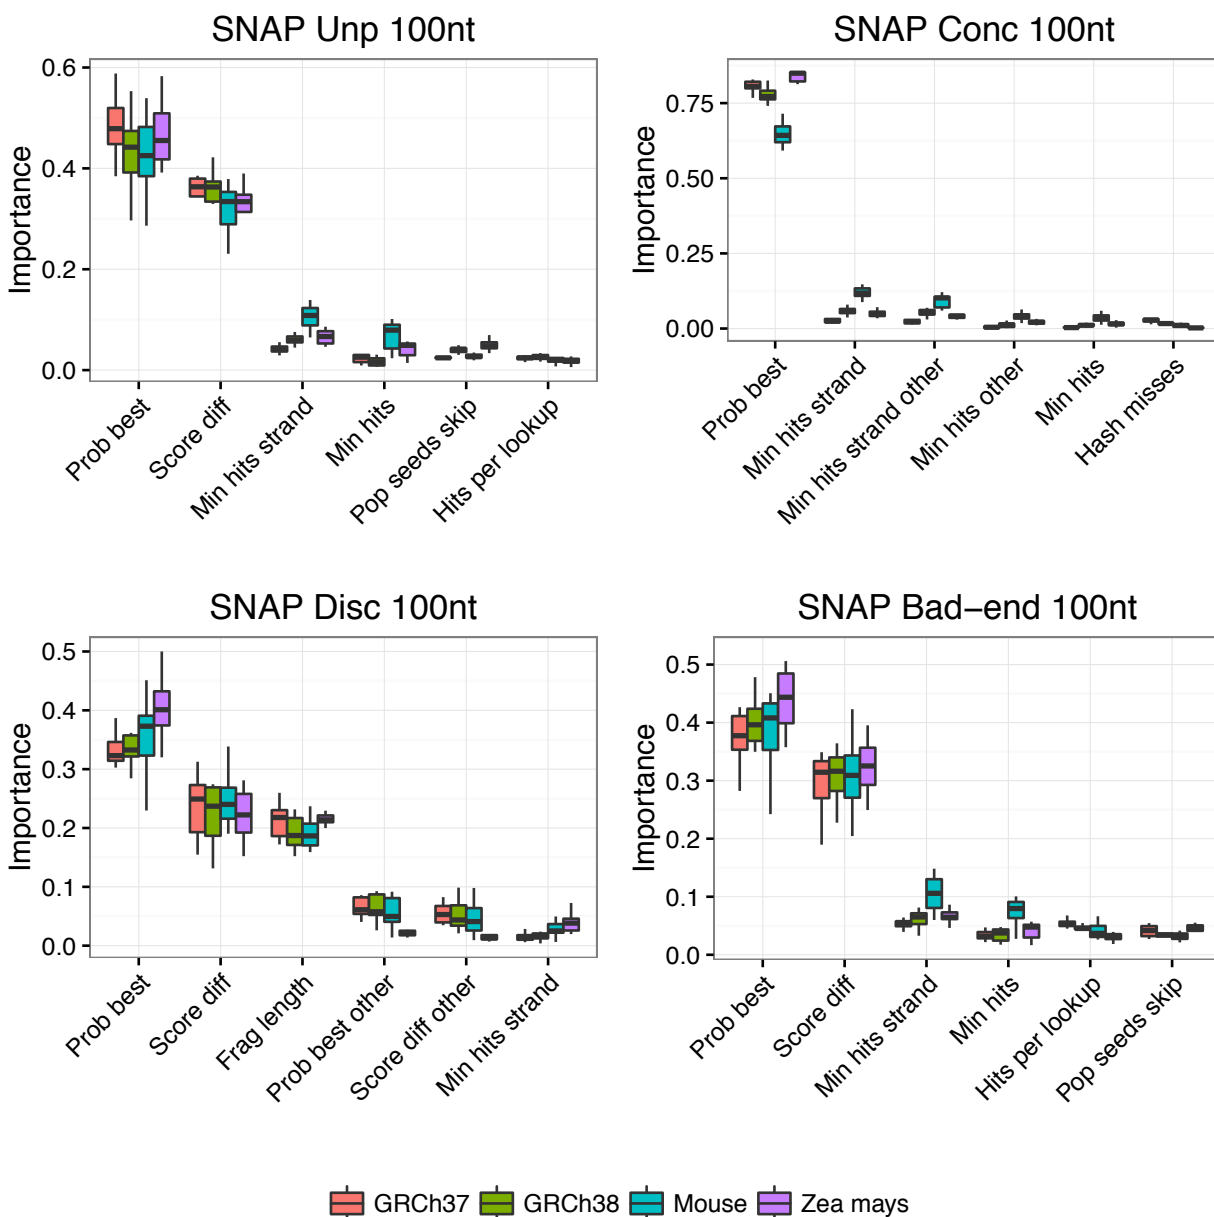 SNAP Unp 100nt
Importance
0.6
0.4
0.2
0.0
Prob best
Score diff
Min hits strand
Min hits
Pop seeds skip
Hits per lookup
SNAP Conc 100nt
Importance
0.75
0.50
0.25
0.00
Prob best
Min hits strand
Min hits strand other
Min hits other
Min hits
Hash misses
SNAP Disc 100nt
Importance
0.5
0.4
0.3
0.2
0.1
0.0
Prob best
Score diff
Frag length
Prob best other
Score diff other
Min hits strand
SNAP Bad−end 100nt
Importance
0.5
0.4
0.3
0.2
0.1
0.0
Prob best
Score diff
Min hits strand
Min hits
Hits per lookup
Pop seeds skip
GRCh37 GRCh38 Mouse Zea mays